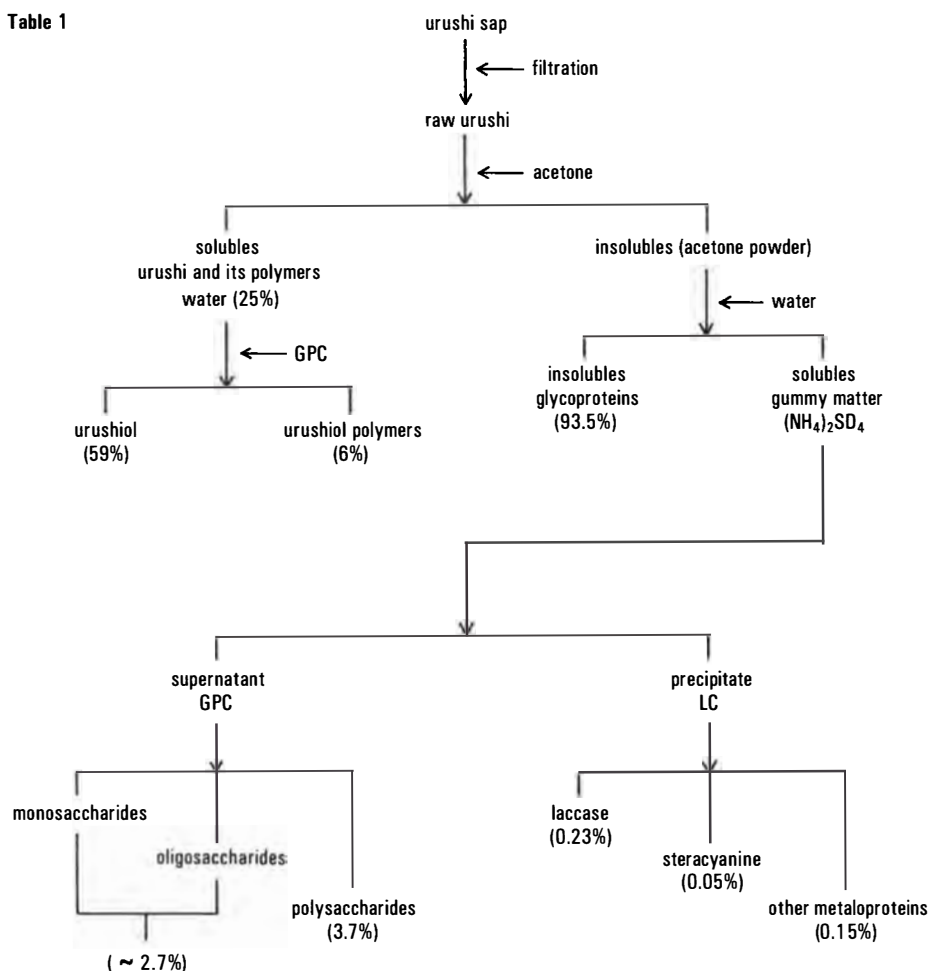 Table 1
urushi sap
filtration
raw urushi
acetone
solubles
urushi and its polymers
water (25%)
insolubles (acetone powder)
water
GPC
insolubles
glycoproteins
(93.5%)
solubles
gummy matter
(NH₄)₂SD₄
urushiol
(59%)
urushiol polymers
(6%)
supernatant
GPC
precipitate
LC
monosaccharides
oligosaccharides
polysaccharides
(3.7%)
( ~ 2.7%)
laccase
(0.23%)
steracyanine
(0.05%)
other metaloproteins
(0.15%)